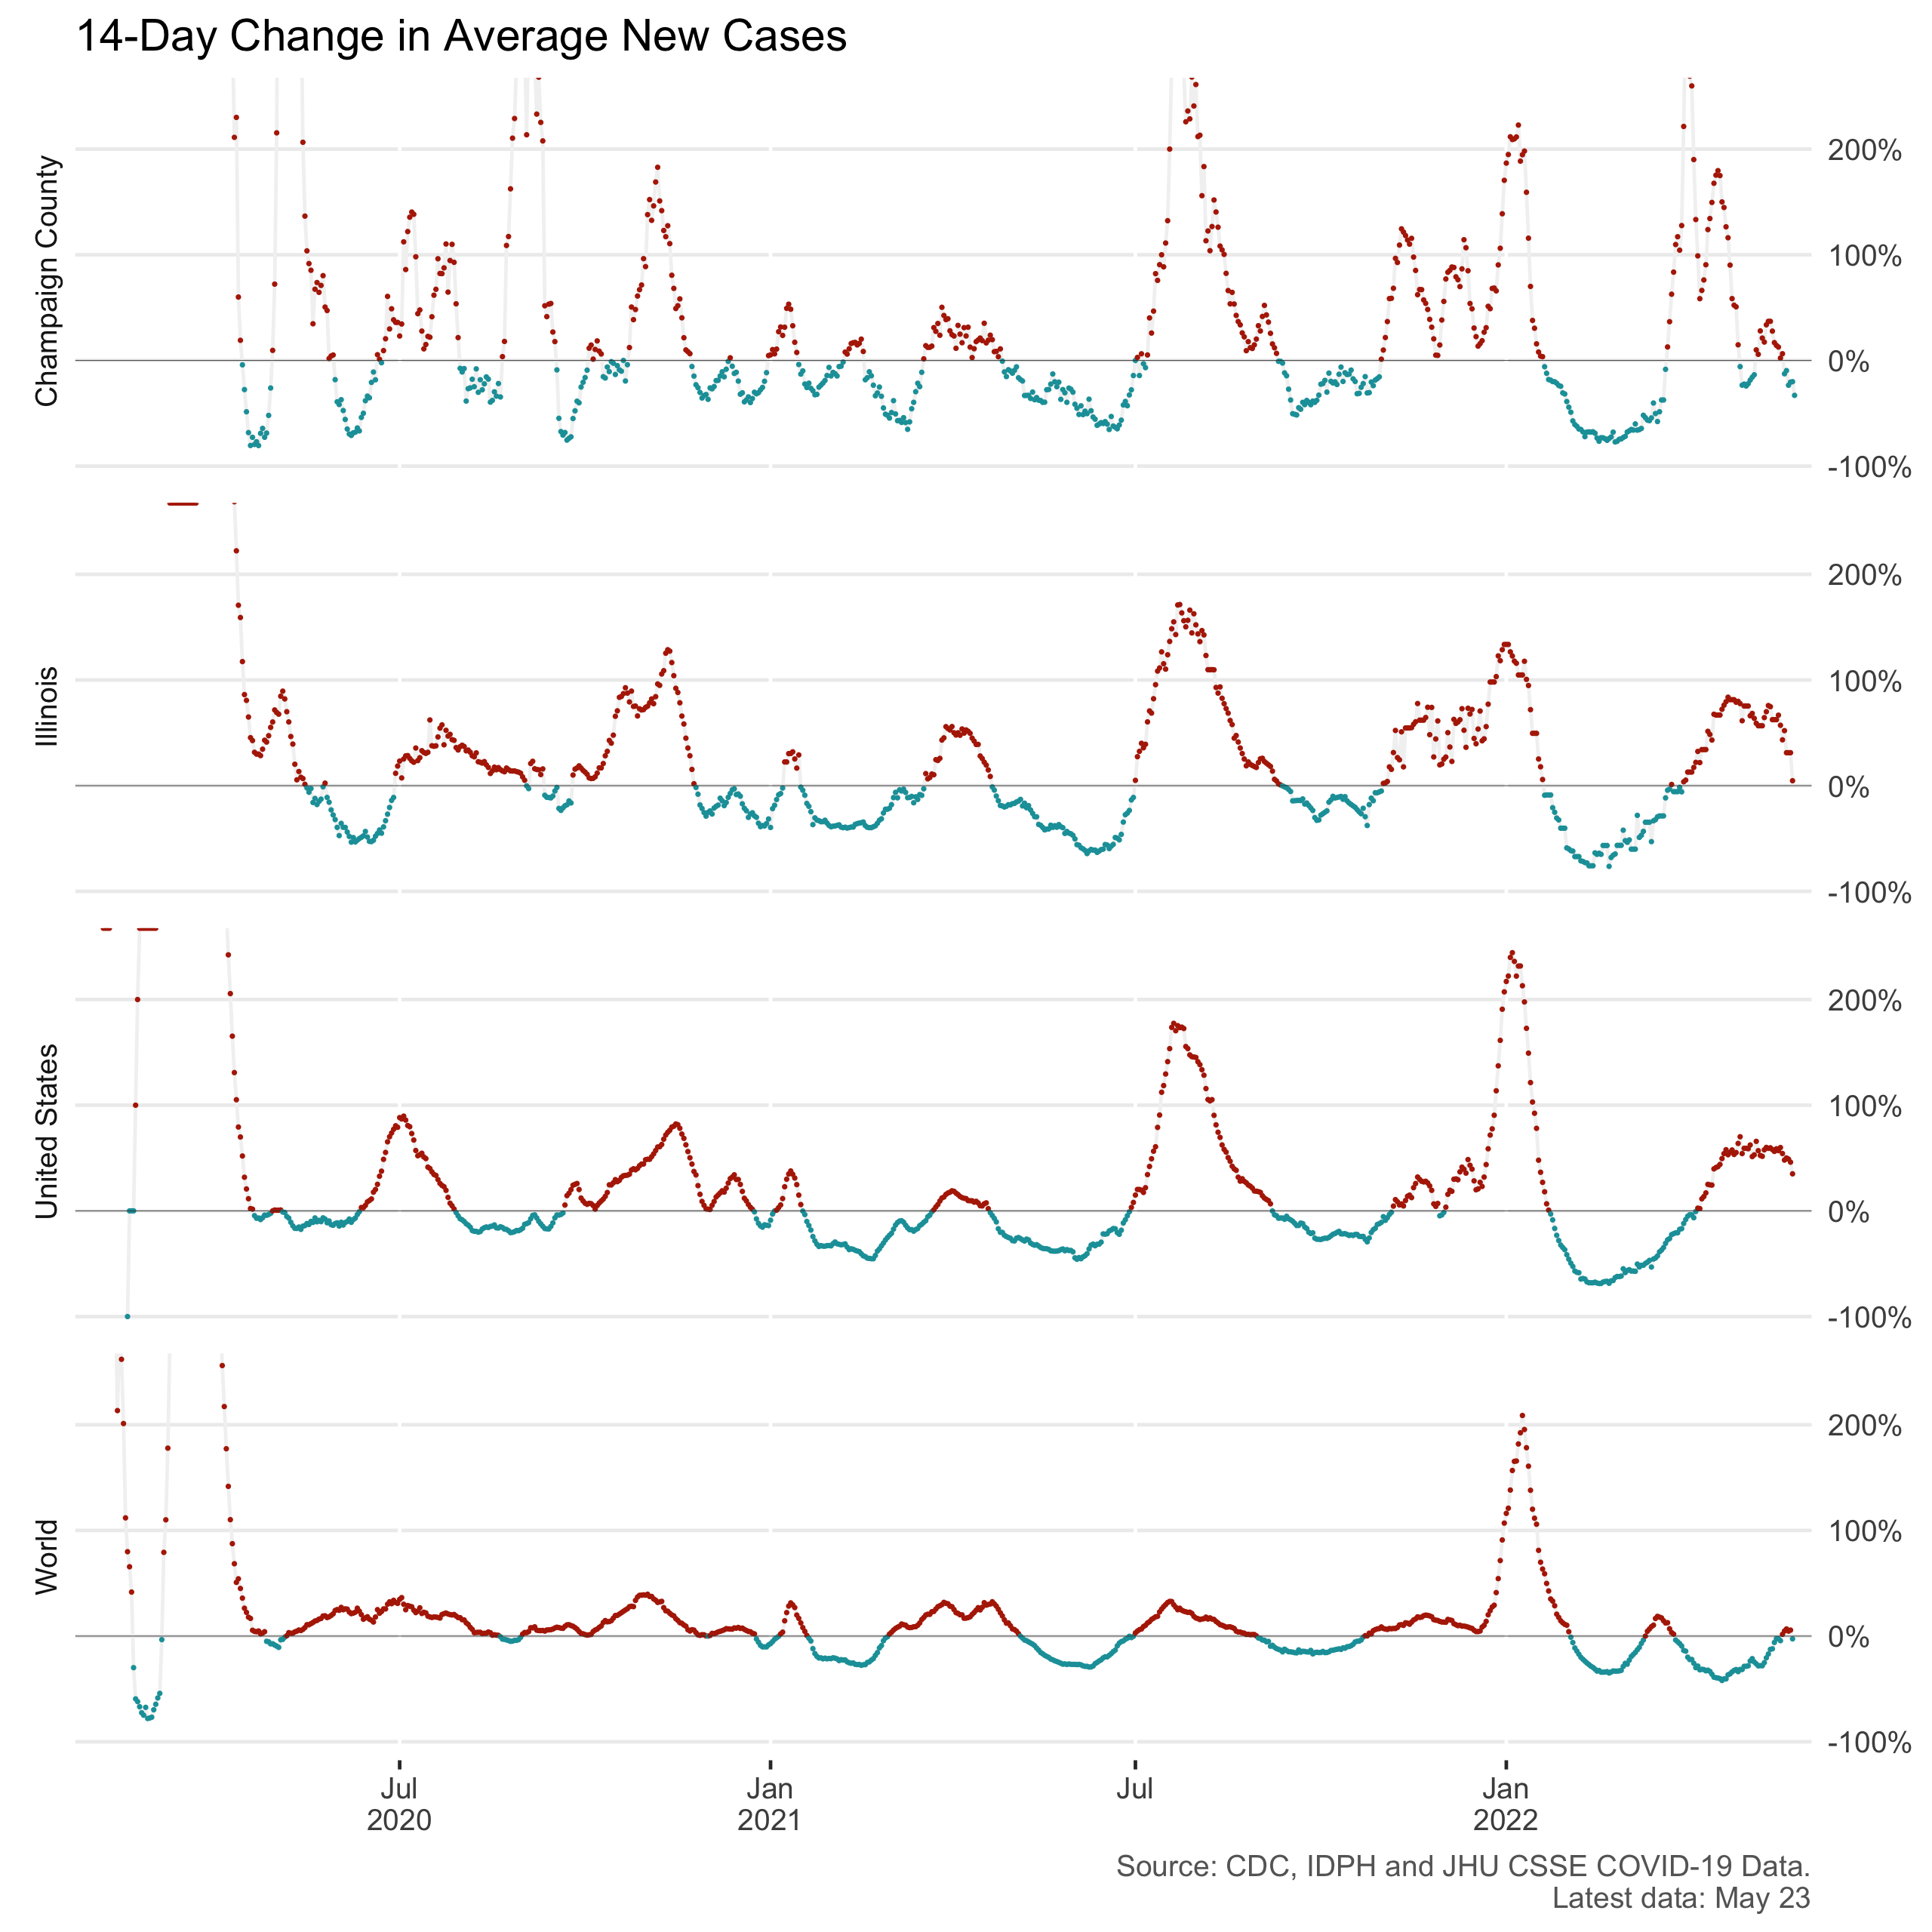 14-Day Change in Average New Cases
Champaign County
200%
100%
0%
-100%
Illinois
200%
100%
0%
-100%
United States
200%
100%
0%
-100%
World
200%
100%
0%
-100%
Jul
2020
Jan
2021
Jul
Jan
2022
Source: CDC, IDPH and JHU CSSE COVID-19 Data.
Latest data: May 23